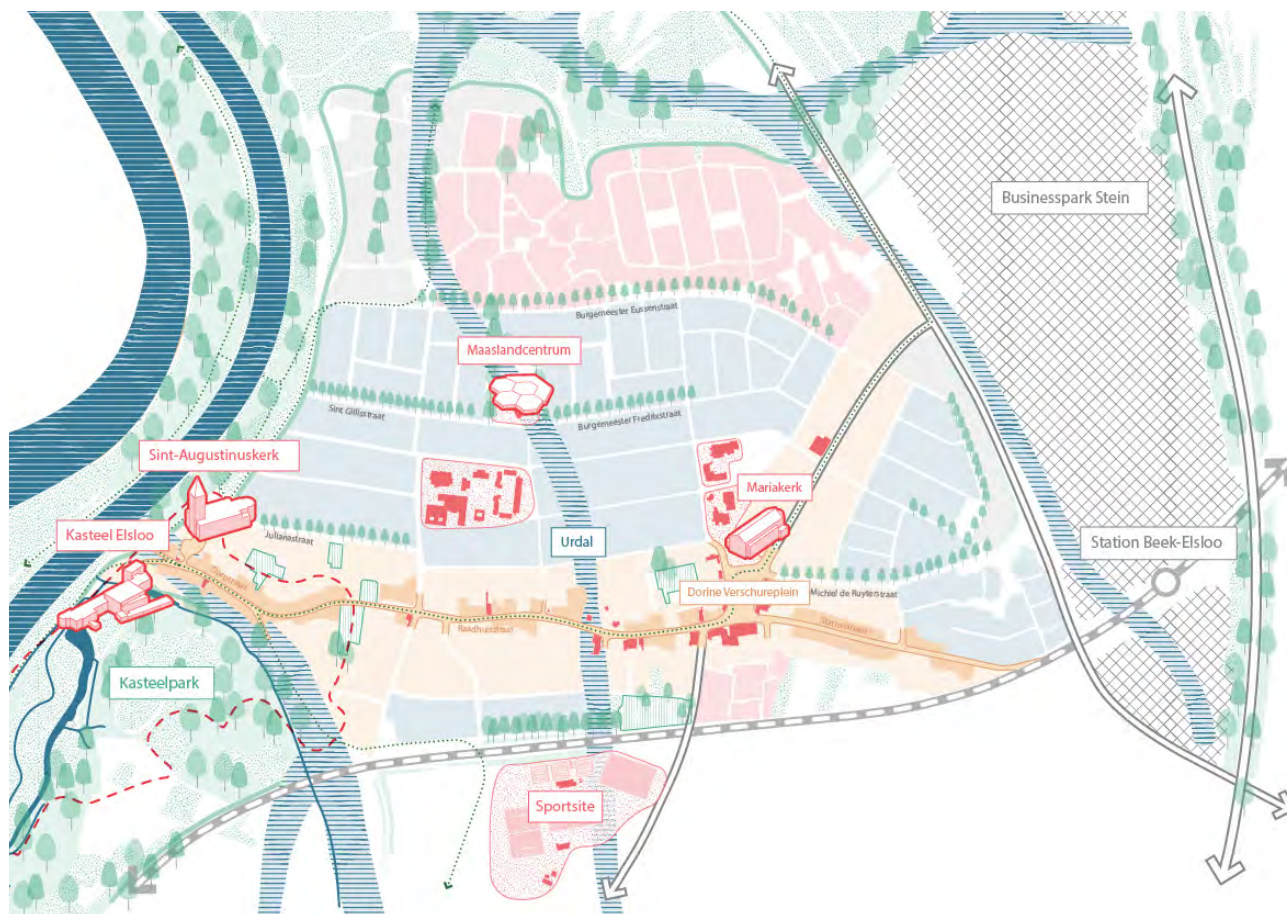 Businesspark Stein
Burgemeester Eussenstraat
Maaslandcentrum
Sint Gillisstraat
Burgemeester Fredrixstraat
Sint-Augustinuskerk
Mariakerk
Kasteel Elsloo
Julianastraat
Urdal
Station Beek-Elsloo
Dorine Verschureplein
Michiel de Ruyterstraat
Raadhuisstraat
Stationsstraat
Kasteelpark
Sportsite